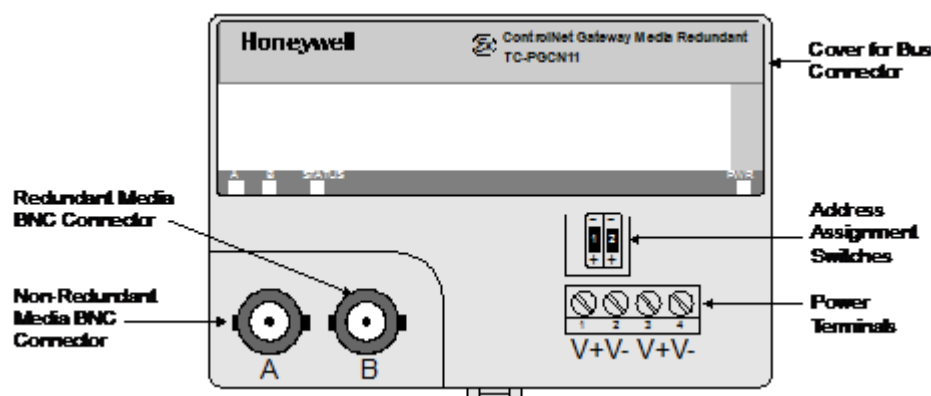 Honeywell
Ex
ControlNet Gateway Media Redundant
TC-PGCN11
Cover for Bus
Connector
A
B
STATUS
PWR
Redundant Media
BNC Connector
Address
Assignment
Switches
- -
1 2
+ +
Non-Redundant
Media BNC
Connector
Power
Terminals
1 2 3 4
V+V- V+V-
A
B